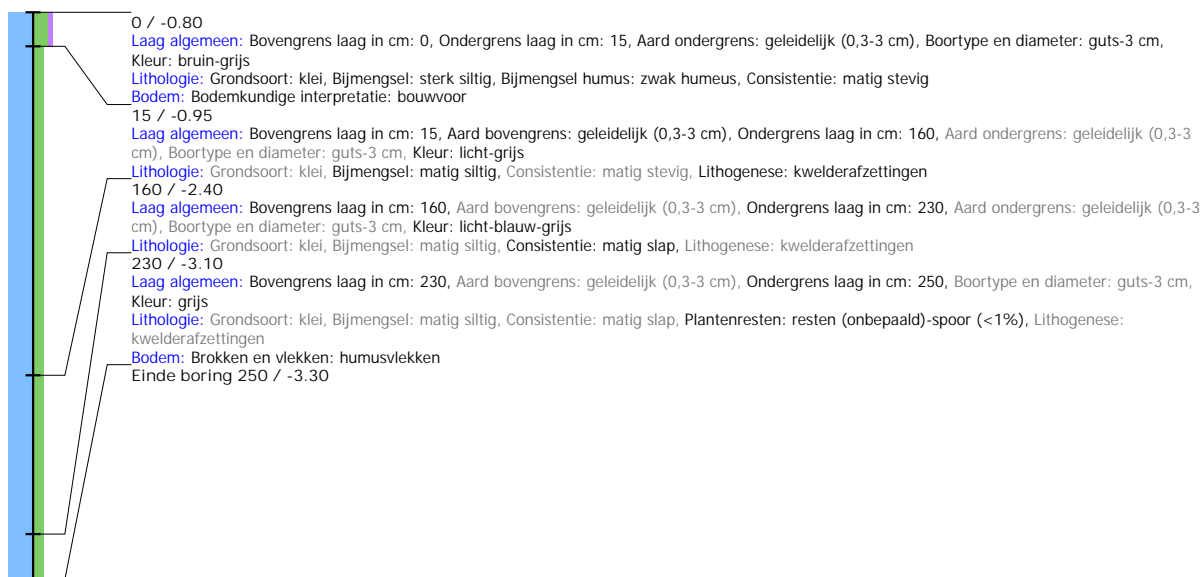 0 / -0.80
Laag algemeen: Bovengrens laag in cm: 0, Ondergrens laag in cm: 15, Aard ondergrens: geleidelijk (0,3-3 cm), Boortype en diameter: guts-3 cm,
Kleur: bruin-grijs
Lithologie: Grondsoort: klei, Bijmengsel: sterk siltig, Bijmengsel humus: zwak humeus, Consistentie: matig stevig
Bodem: Bodemkundige interpretatie: bouwvoor
15 / -0.95
Laag algemeen: Bovengrens laag in cm: 15, Aard bovengrens: geleidelijk (0,3-3 cm), Ondergrens laag in cm: 160, Aard ondergrens: geleidelijk (0,3-3
cm), Boortype en diameter: guts-3 cm, Kleur: licht-grijs
Lithologie: Grondsoort: klei, Bijmengsel: matig siltig, Consistentie: matig stevig, Lithogenese: kwelderafzettingen
160 / -2.40
Laag algemeen: Bovengrens laag in cm: 160, Aard bovengrens: geleidelijk (0,3-3 cm), Ondergrens laag in cm: 230, Aard ondergrens: geleidelijk (0,3-3
cm), Boortype en diameter: guts-3 cm, Kleur: licht-blauw-grijs
Lithologie: Grondsoort: klei, Bijmengsel: matig siltig, Consistentie: matig slap, Lithogenese: kwelderafzettingen
230 / -3.10
Laag algemeen: Bovengrens laag in cm: 230, Aard bovengrens: geleidelijk (0,3-3 cm), Ondergrens laag in cm: 250, Boortype en diameter: guts-3 cm,
Kleur: grijs
Lithologie: Grondsoort: klei, Bijmengsel: matig siltig, Consistentie: matig slap, Plantenresten: resten (onbepaald)-spoor (<1%), Lithogenese:
kwelderafzettingen
Bodem: Brokken en vlekken: humusvlekken
Einde boring 250 / -3.30